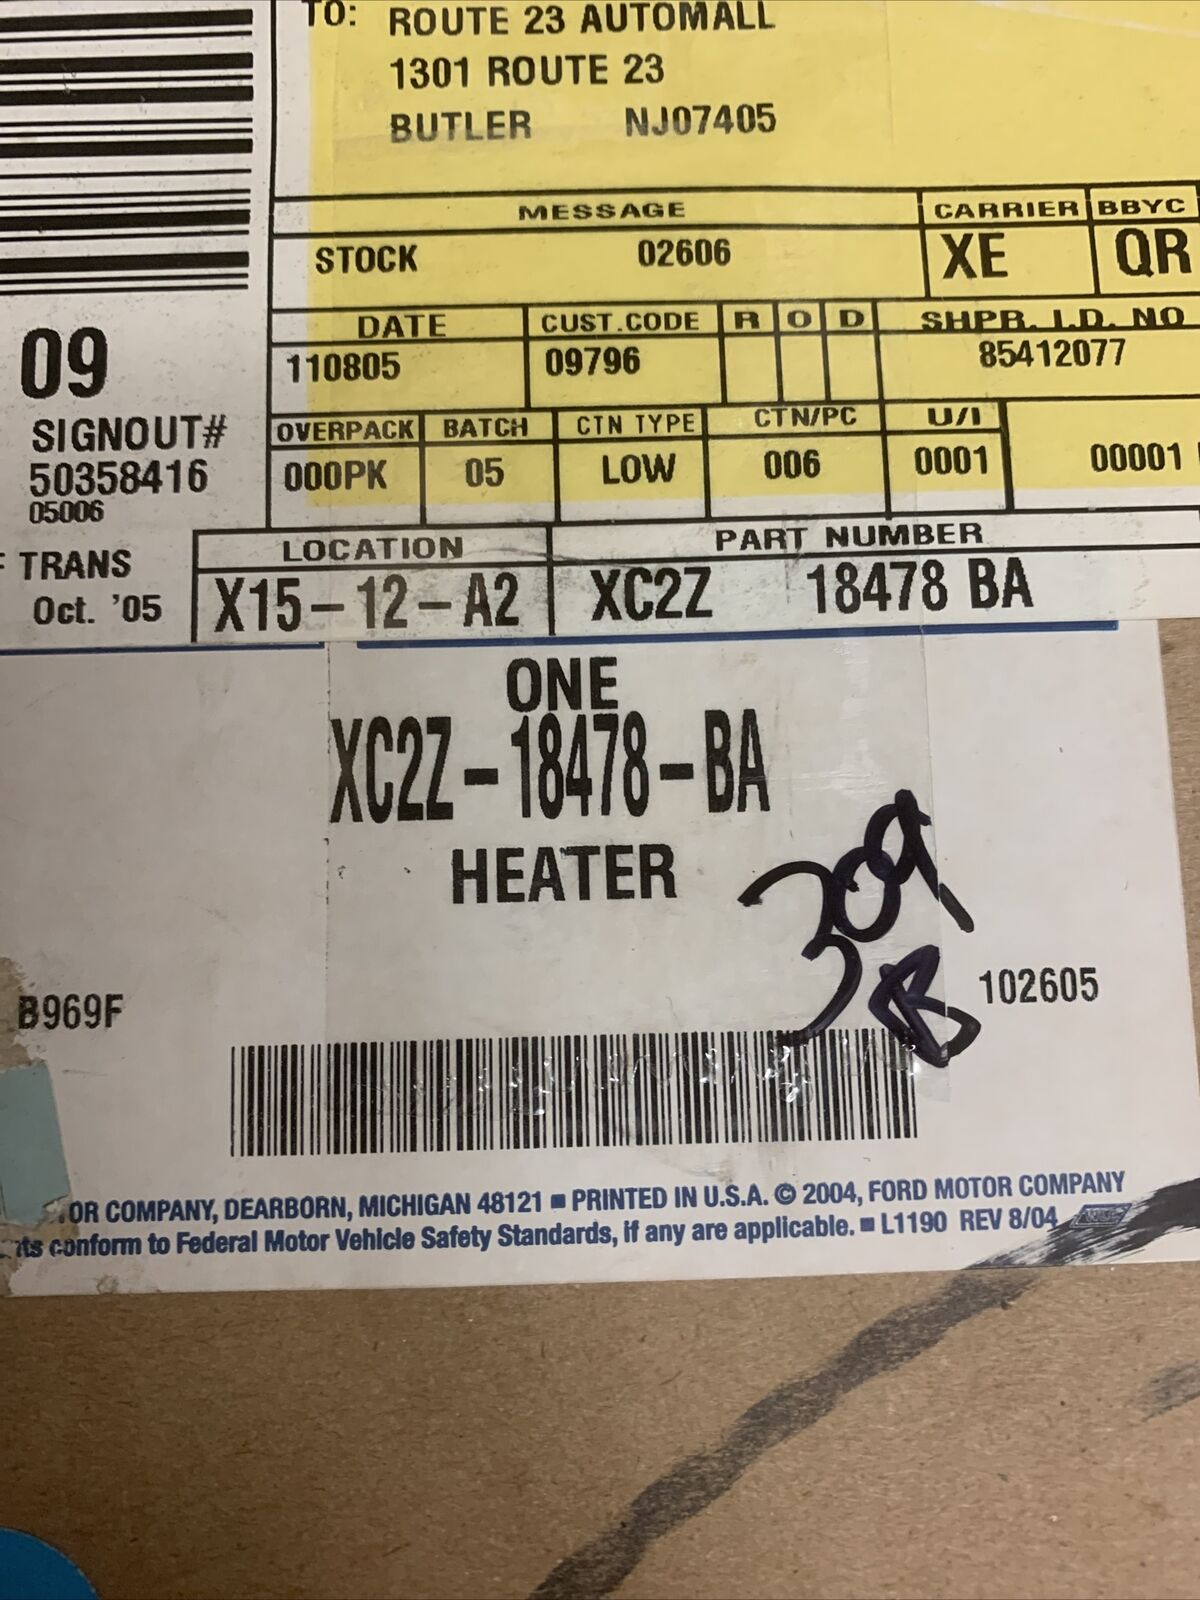 TO: ROUTE 23 AUTOMALL
1301 ROUTE 23
BUTLER NJ07405
MESSAGE CARRIER BBYC
STOCK 02606 XE QR
DATE CUST.CODE R O D SHPR. I.D. NO
110805 09796 85412077
09
SIGNOUT#
50358416
05006
OVERPACK BATCH CTN TYPE CTN/PC U/I
000PK 05 LOW 006 0001 00001
TRANS
Oct. '05
LOCATION PART NUMBER
X15-12-A2 XC2Z 18478 BA
ONE
XC2Z-18478-BA
HEATER
309
B
B969F
102605
OR COMPANY, DEARBORN, MICHIGAN 48121 ■ PRINTED IN U.S.A. © 2004, FORD MOTOR COMPANY
conform to Federal Motor Vehicle Safety Standards, if any are applicable. ■ L1190 REV 8/04